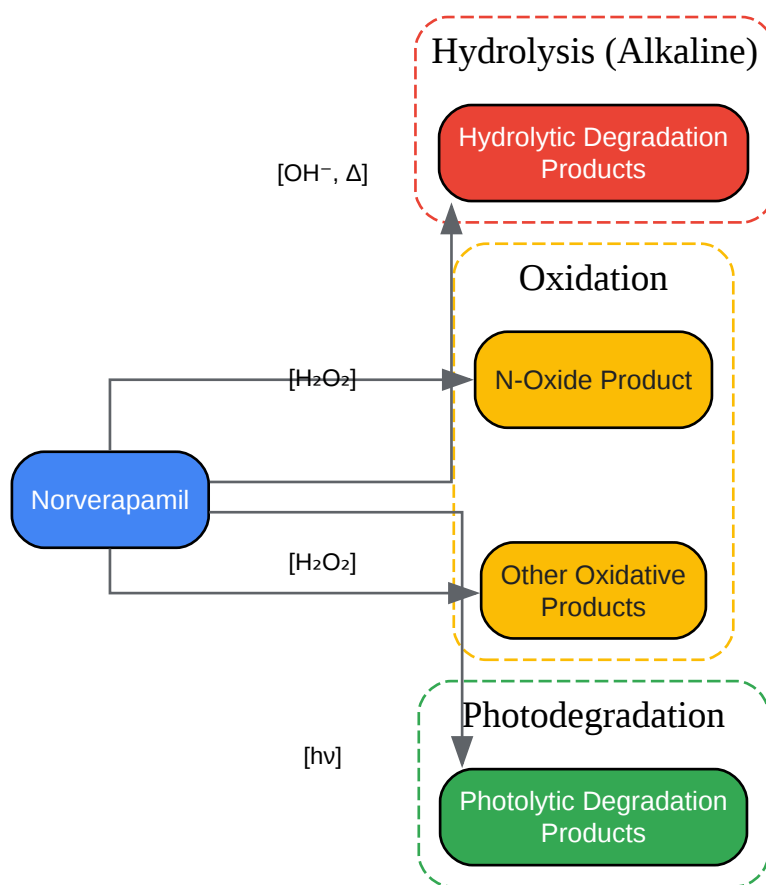 Hydrolysis (Alkaline)
Hydrolytic Degradation
Products
[OH⁻, Δ]
Oxidation
[H₂O₂]
N-Oxide Product
Norverapamil
[H₂O₂]
Other Oxidative
Products
Photodegradation
[hν]
Photolytic Degradation
Products